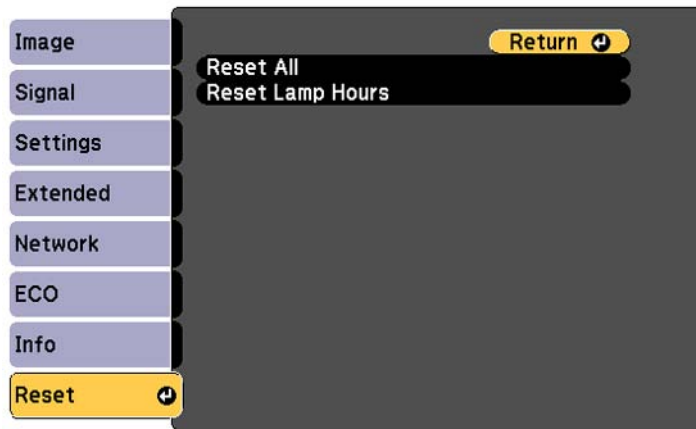 Image
Signal
Settings
Extended
Network
ECO
Info
Reset
Return
Reset All
Reset Lamp Hours